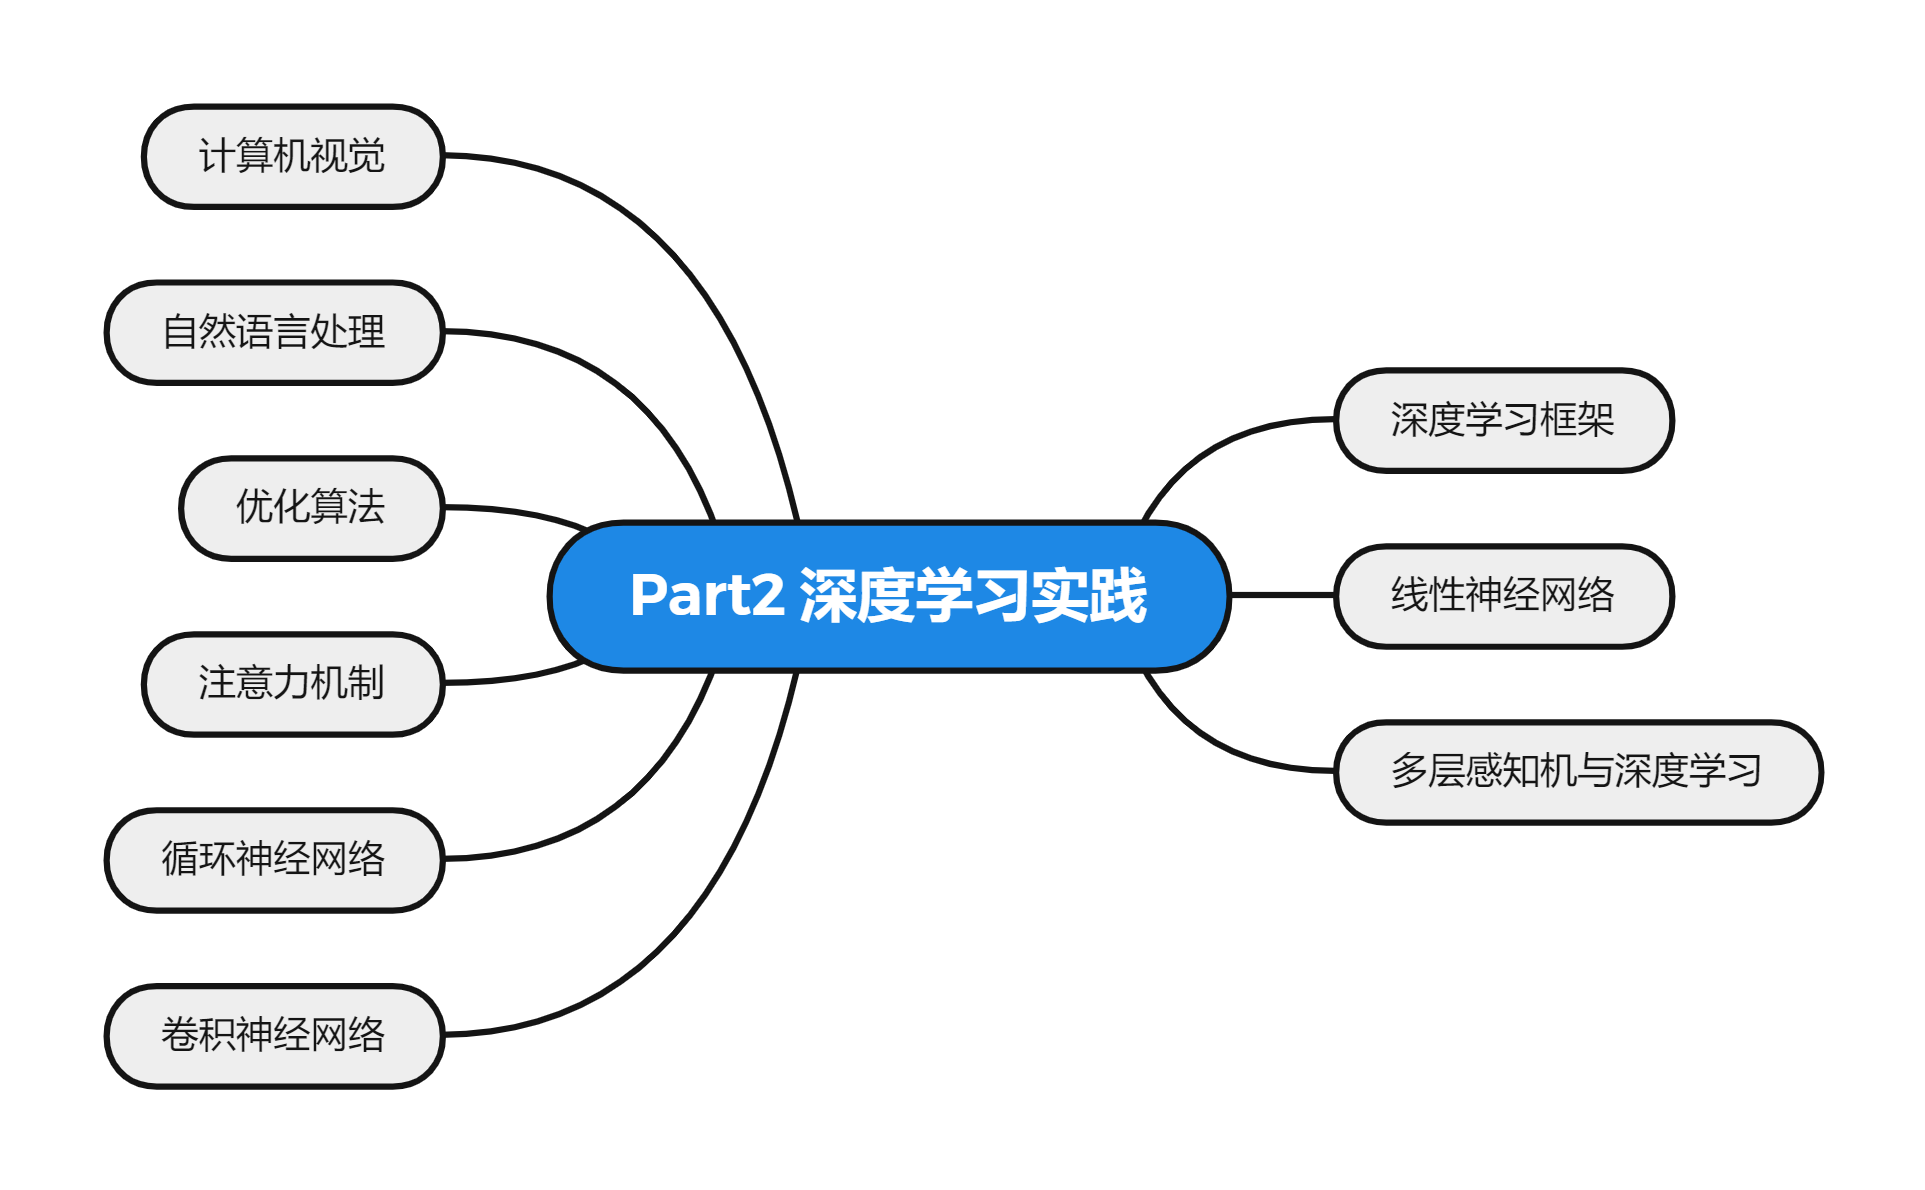 计算机视觉
自然语言处理
优化算法
注意力机制
循环神经网络
卷积神经网络
Part2 深度学习实践
深度学习框架
线性神经网络
多层感知机与深度学习